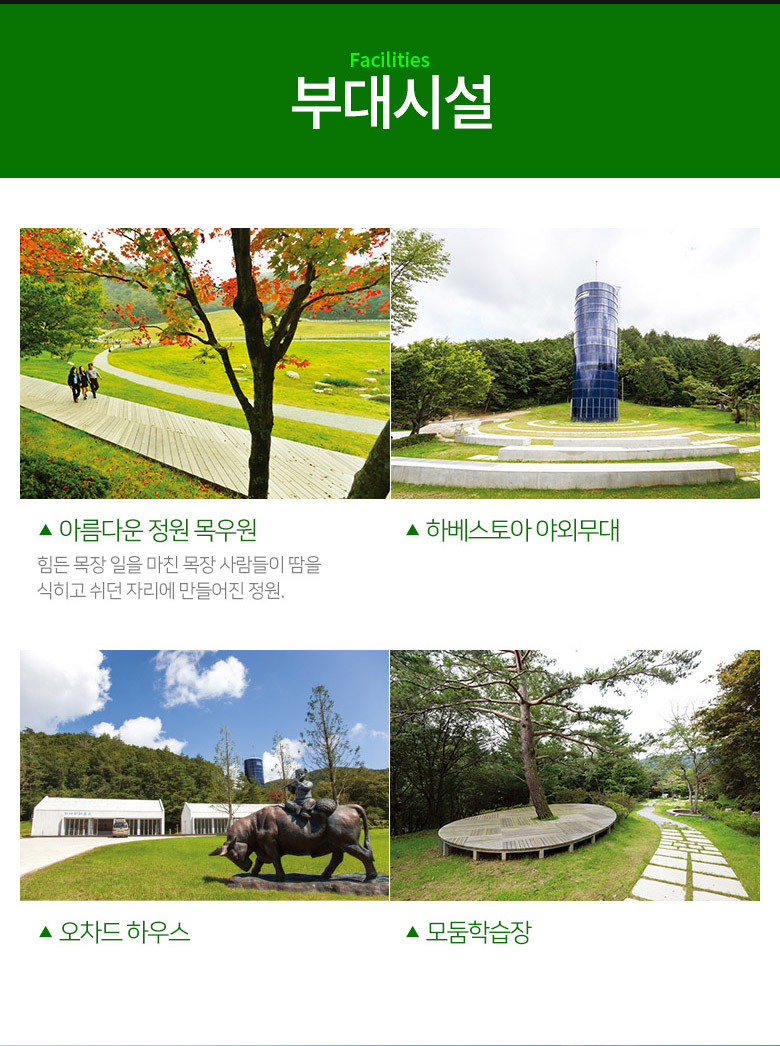 Facilities
부대시설
▲ 아름다운 정원 목우원
힘든 목장 일을 마친 목장 사람들이 땀을
식히고 쉬던 자리에 만들어진 정원.
▲ 하베스토아 야외무대
▲ 오차드 하우스
▲ 모둠학습장